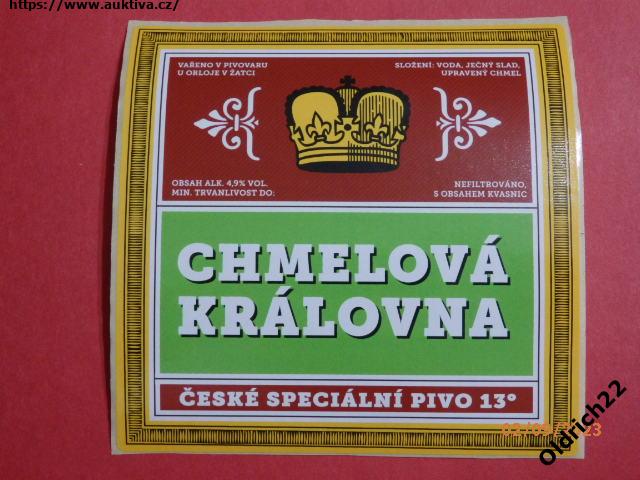 https://www.auktiva.cz/
VAŘENO V PIVOVARU
U ORLOJE V ŽATCI
SLOŽENÍ: VODA, JEČNÝ SLAD,
UPRAVENÝ CHMEL
OBSAH ALK. 4,9% VOL.
MIN. TRVANLIVOST DO:
NEFILTROVÁNO,
S OBSAHEM KVASNIC
CHMELOVÁ
KRÁLOVNA
ČESKÉ SPECIÁLNÍ PIVO 13°
Oldrich22